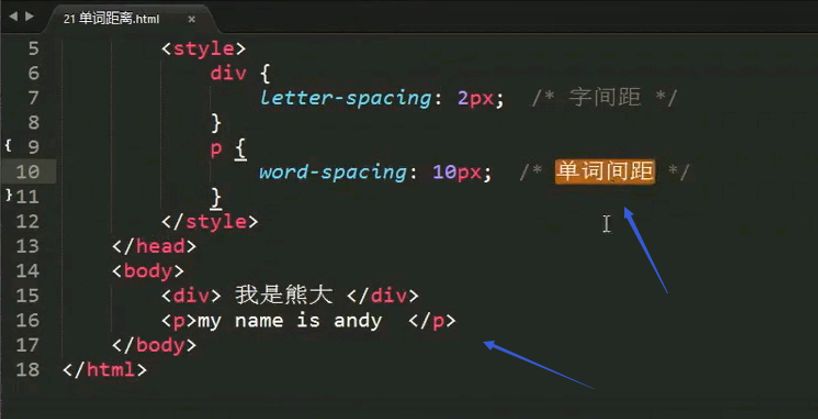 21 单词距离.html ×
5 <style>
6 div {
7 letter-spacing: 2px; /* 字间距 */
8 }
{ 9 p {
10 word-spacing: 10px; /* 单词间距 */
} 11 }
12 </style>
13 </head>
14 <body>
15 <div> 我是熊大 </div>
16 <p>my name is andy  </p>
17 </body>
18 </html>